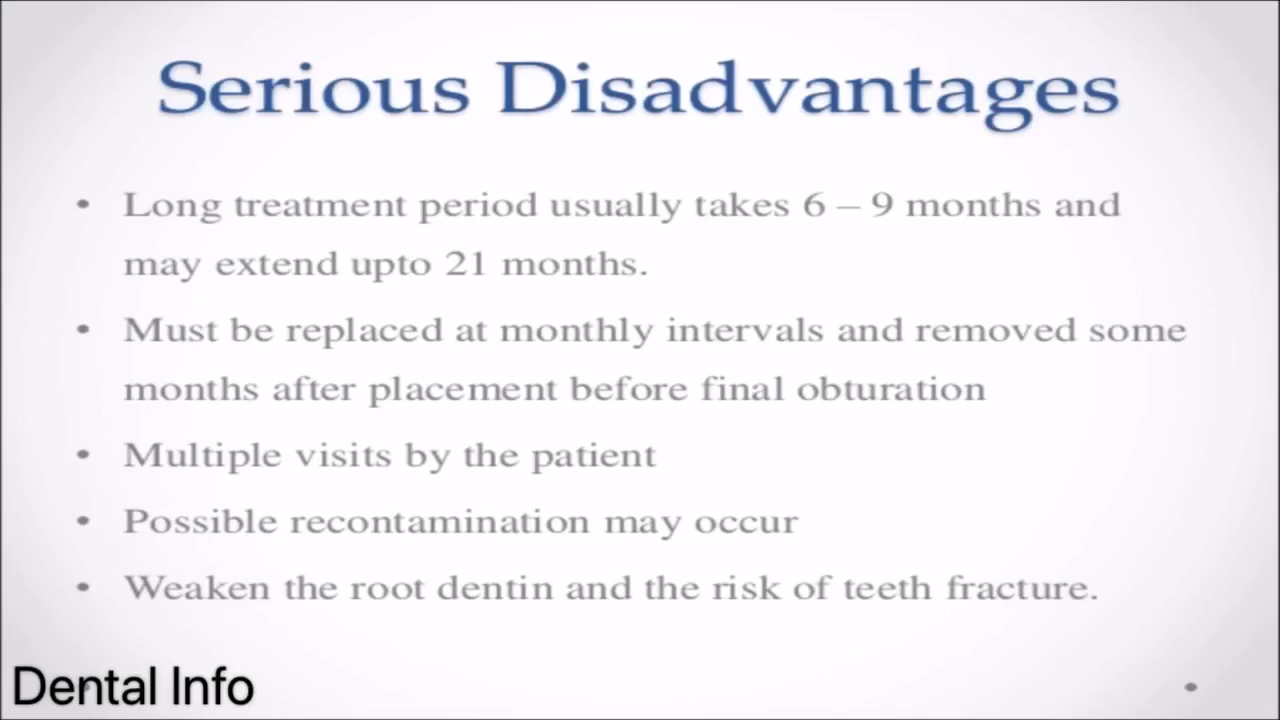 Serious Disadvantages
• Long treatment period usually takes 6 – 9 months and
may extend upto 21 months.
• Must be replaced at monthly intervals and removed some
months after placement before final obturation
• Multiple visits by the patient
• Possible recontamination may occur
• Weaken the root dentin and the risk of teeth fracture.
Dental Info